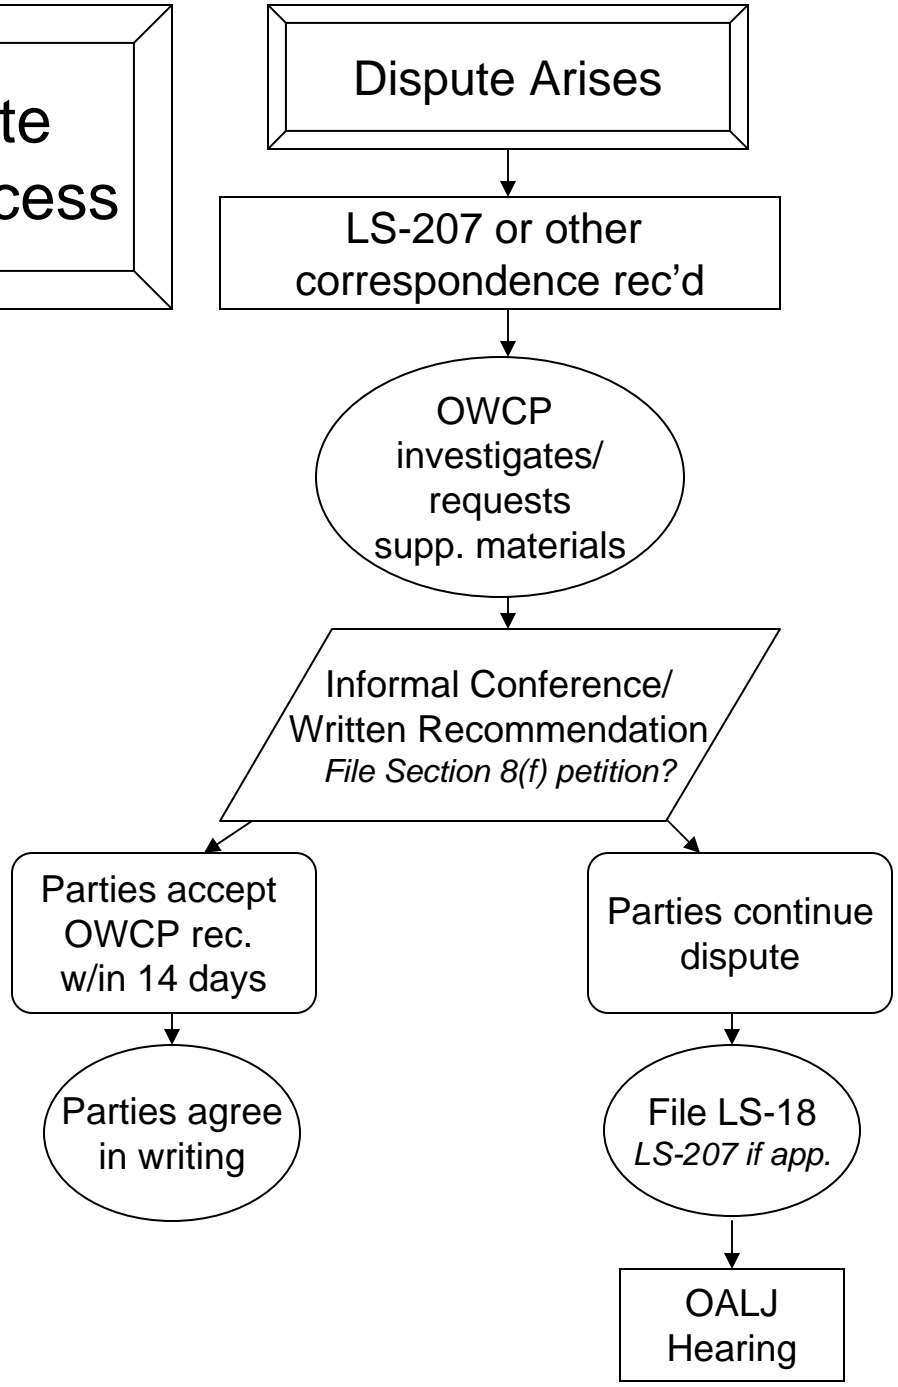 Dispute Arises
LS-207 or other
correspondence rec'd
OWCP
investigates/
requests
supp. materials
Informal Conference/
Written Recommendation
File Section 8(f) petition?
Parties accept
OWCP rec.
w/in 14 days
Parties continue
dispute
Parties agree
in writing
File LS-18
LS-207 if app.
OALJ
Hearing